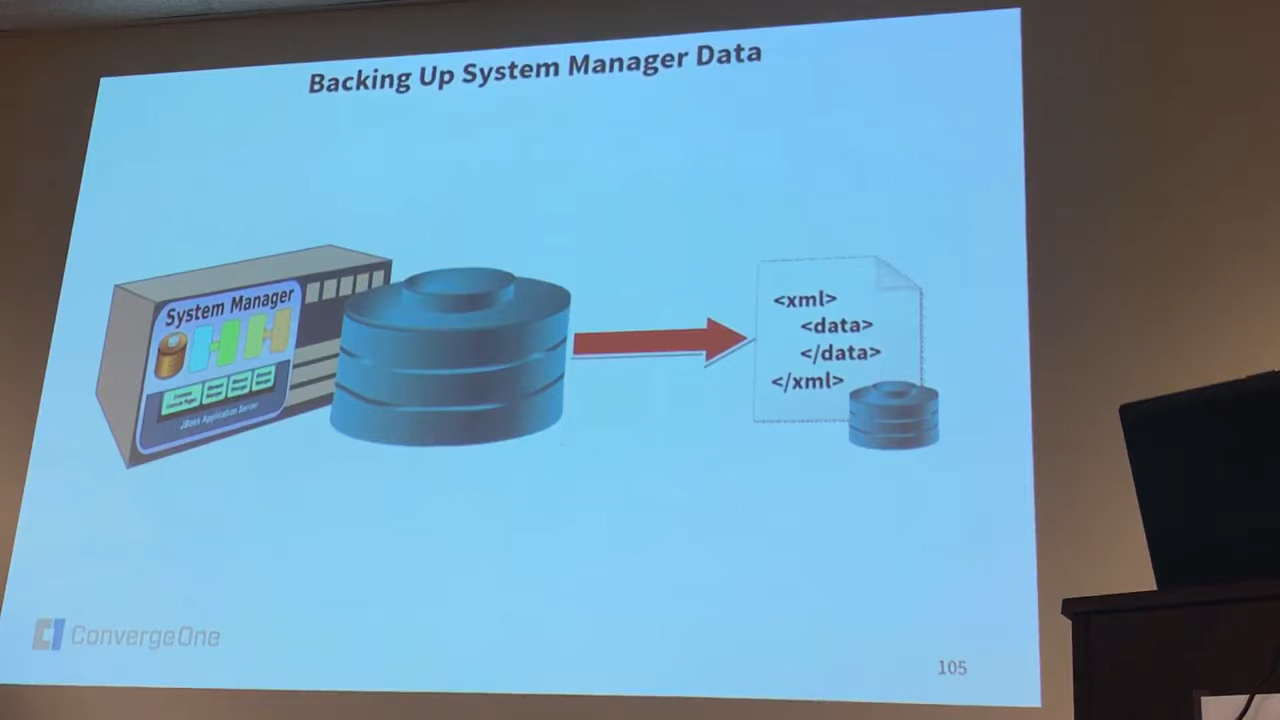 Backing Up System Manager Data
System Manager
JBoss Application Server
<xml>
<data>
</data>
</xml>
ConvergeOne
105